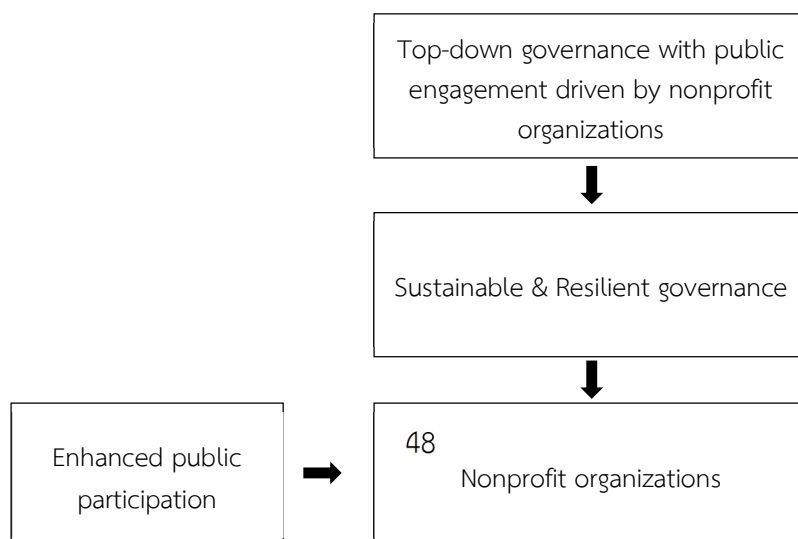 Top-down governance with public
engagement driven by nonprofit
organizations
Sustainable & Resilient governance
Enhanced public
participation
48
Nonprofit organizations